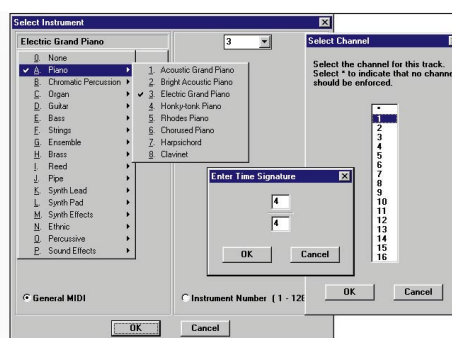 Select Instrument
Electric Grand Piano
3
0. None
A. Piano
B. Chromatic Percussion
C. Organ
D. Guitar
E. Bass
F. Strings
G. Ensemble
H. Brass
I. Reed
J. Pipe
K. Synth Lead
L. Synth Pad
M. Synth Effects
N. Ethnic
O. Percussive
P. Sound Effects
1. Acoustic Grand Piano
2. Bright Acoustic Piano
3. Electric Grand Piano
4. Honky-tonk Piano
5. Rhodes Piano
6. Chorused Piano
7. Harpsichord
8. Clavinet
General MIDI
Instrument Number ( 1 - 128
OK Cancel
Enter Time Signature
4
4
OK Cancel
Select Channel
Select the channel for this track.
Select * to indicate that no channe
should be enforced.
*
1
2
3
4
5
6
7
8
9
10
11
12
13
14
15
16
OK Cancel